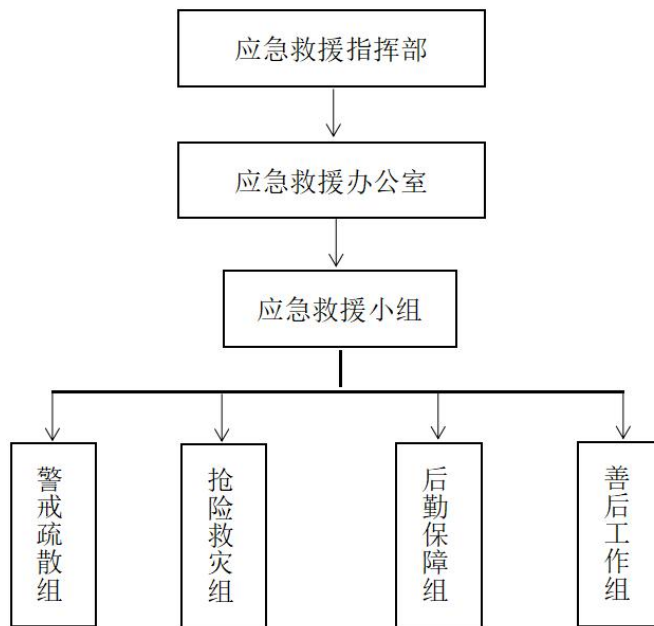 应急救援指挥部
应急救援办公室
应急救援小组
警戒疏散组
抢险救灾组
后勤保障组
善后工作组